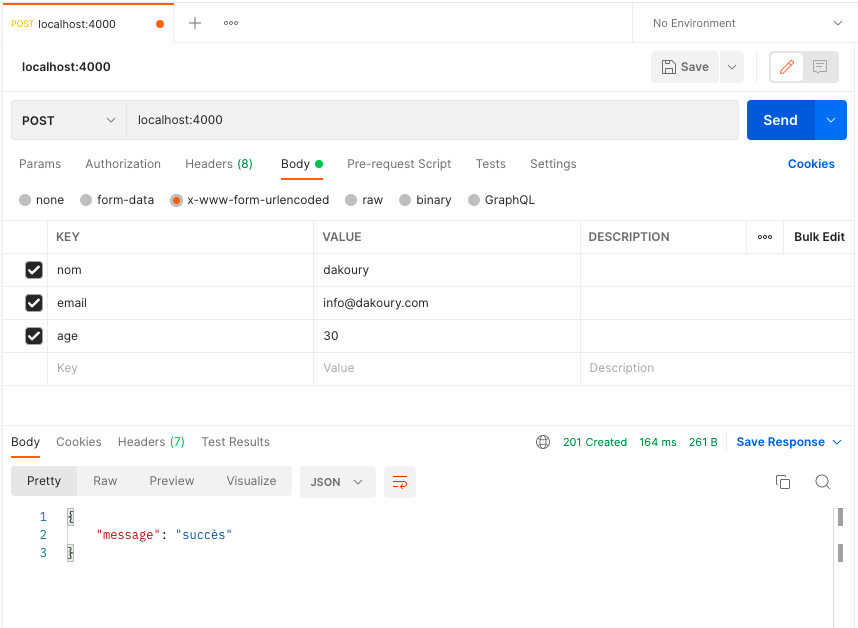 POST localhost:4000
No Environment
localhost:4000
Save
POST localhost:4000 Send
Params Authorization Headers (8) Body Pre-request Script Tests Settings Cookies
none form-data x-www-form-urlencoded raw binary GraphQL
KEY VALUE DESCRIPTION Bulk Edit
nom dakoury
email info@dakoury.com
age 30
Key Value Description
Body Cookies Headers (7) Test Results 201 Created 164 ms 261 B Save Response
Pretty Raw Preview Visualize JSON
1 {
2 "message": "succès"
3 }